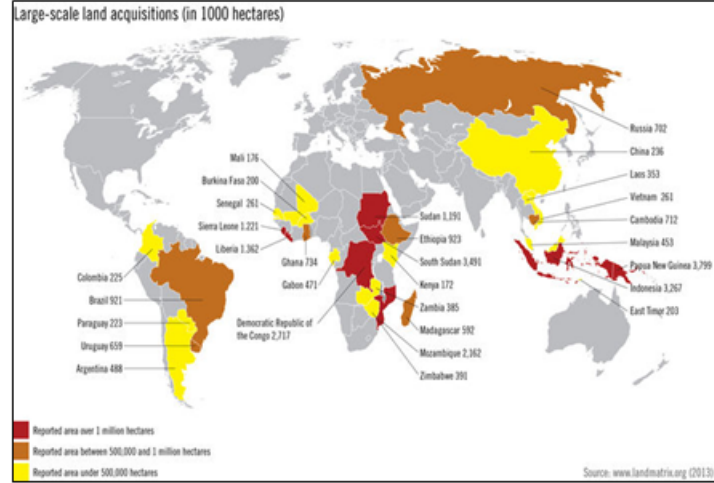 Large-scale land acquisitions (in 1000 hectares)
Russia 702
China 236
Mali 176
Laos 353
Burkina Faso 200
Vietnam 261
Senegal 261
Sudan 1,191
Cambodia 712
Sierra Leone 1.221
Ethiopia 923
Malaysia 453
Liberia 1.362
Ghana 734
South Sudan 3,491
Papua New Guinea 3,799
Colombia 225
Gabon 471
Kenya 172
Indonesia 3,267
Brazil 921
Zambia 385
East Timor 203
Paraguay 223
Democratic Republic of
the Congo 2,717
Madagascar 592
Uruguay 659
Mozambique 2,162
Argentina 488
Zimbabwe 391
Reported area over 1 million hectares
Reported area between 500,000 and 1 million hectares
Reported area under 500,000 hectares
Source: www.landmatrix.org (2013)